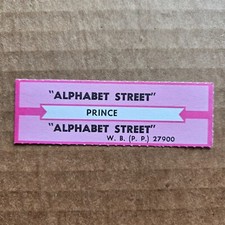 "ALPHABET STREET"
PRINCE
"ALPHABET STREET"
W. B. (P. P.) 27900